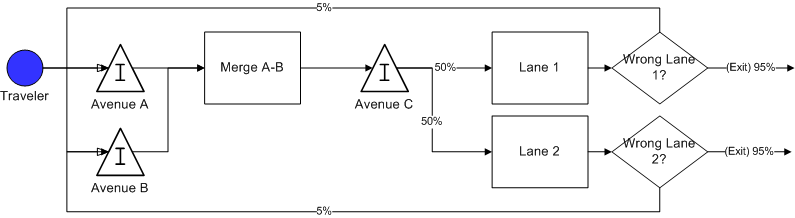 5%
Traveler
I
Avenue A
Merge A-B
I
Avenue C
50%
Lane 1
Wrong Lane
1?
(Exit) 95%
50%
I
Avenue B
Lane 2
Wrong Lane
2?
(Exit) 95%
5%